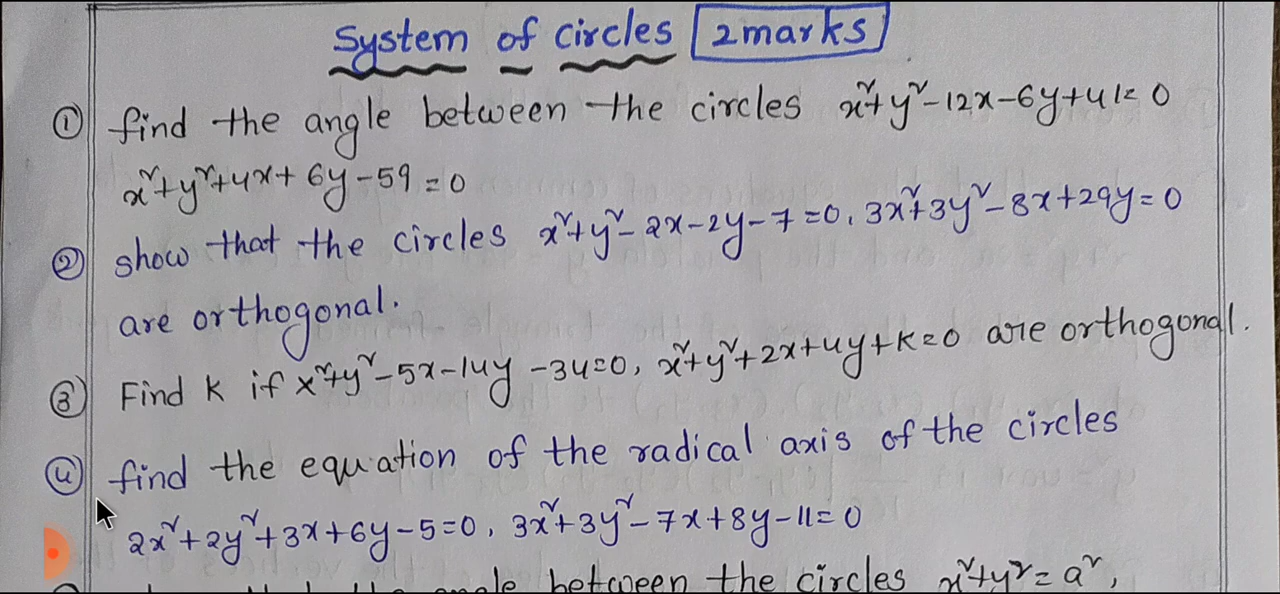 System of circles 2marks
① find the angle between the circles x²+y²-12x-6y+41=0
x²+y²+4x+6y-59=0
② show that the circles x²+y²-2x-2y-7=0, 3x²+3y²-8x+29y=0
are orthogonal.
③ Find K if x²+y²-5x-14y-34=0, x²+y²+2x+4y+K=0 are orthogonal.
④ find the equation of the radical axis of the circles
2x²+2y²+3x+6y-5=0, 3x²+3y²-7x+8y-11=0
angle between the circles x²+y²=a²,